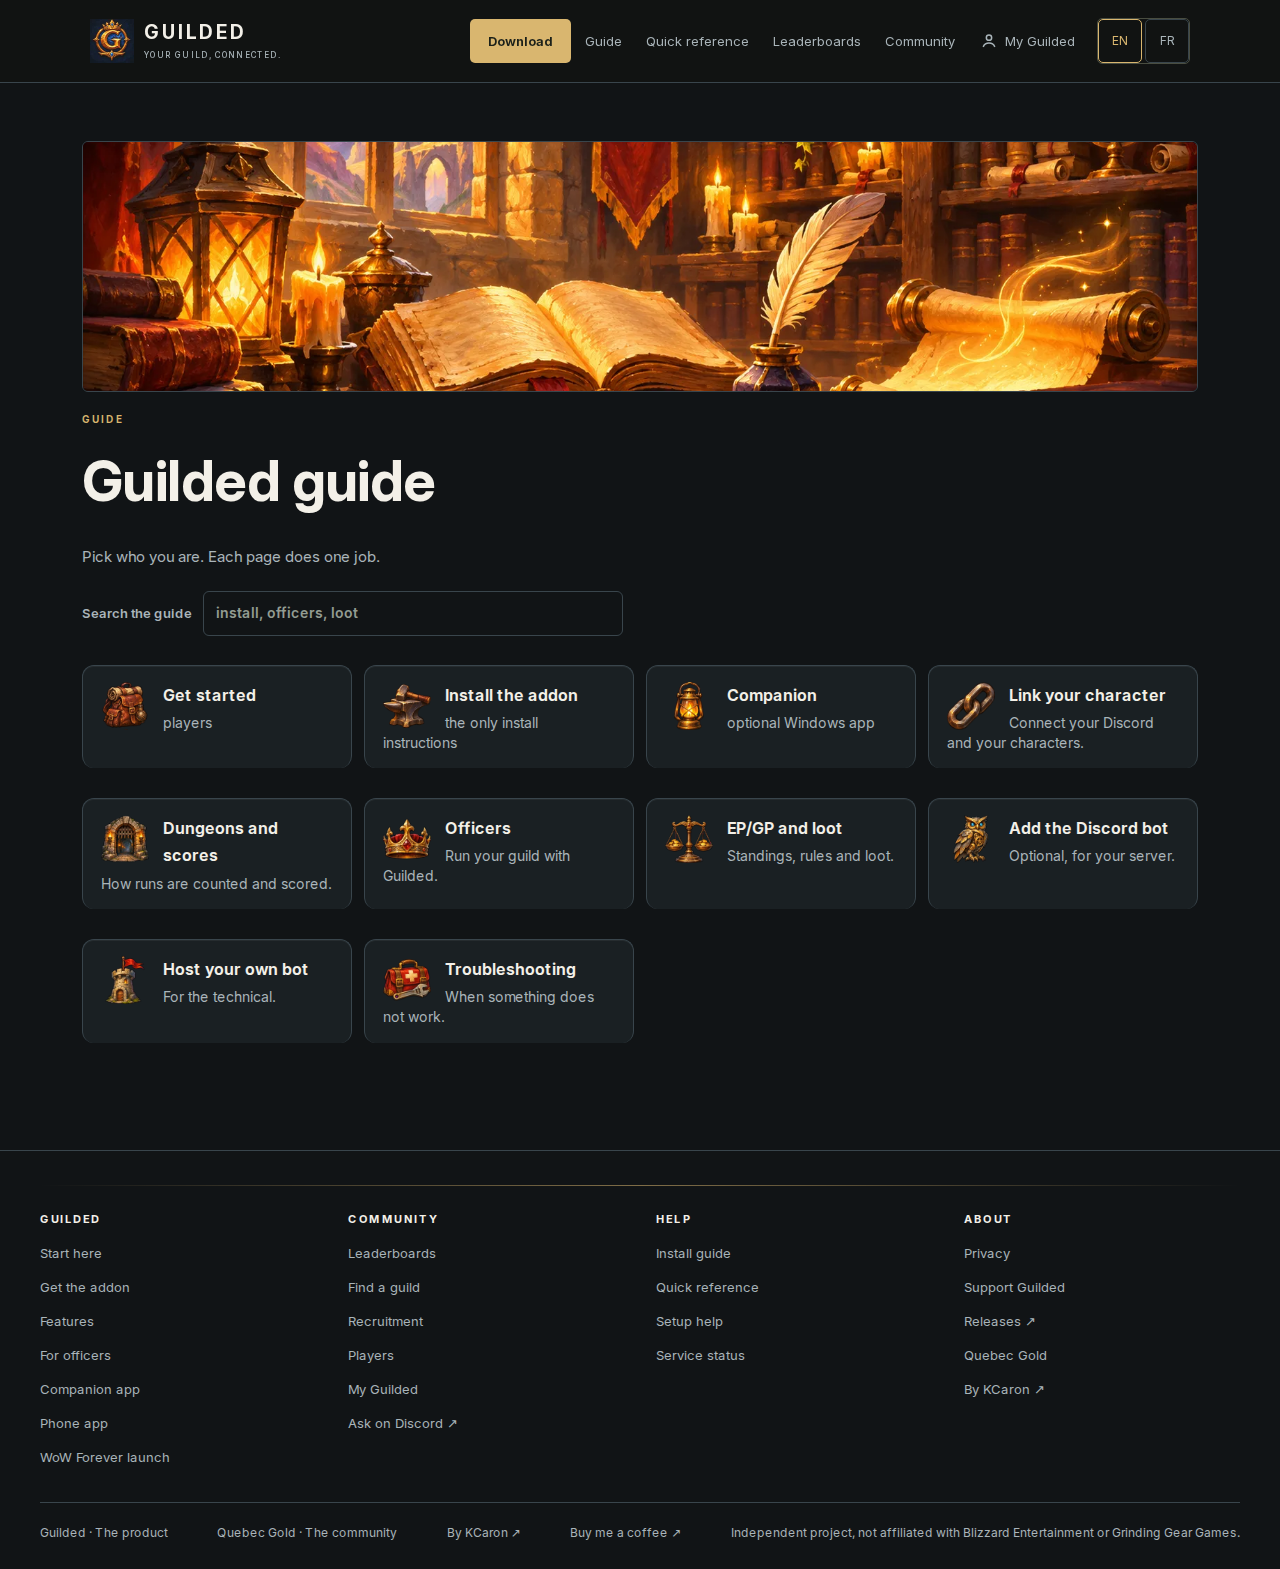 GUILDED
YOUR GUILD, CONNECTED.
Download
Guide
Quick reference
Leaderboards
Community
My Guilded
EN
FR
GUIDE
Guilded guide
Pick who you are. Each page does one job.
Search the guide
install, officers, loot
Get started
players
Install the addon
the only install
instructions
Companion
optional Windows app
Link your character
Connect your Discord
and your characters.
Dungeons and
scores
How runs are counted and scored.
Officers
Run your guild with
Guilded.
EP/GP and loot
Standings, rules and loot.
Add the Discord bot
Optional, for your server.
Host your own bot
For the technical.
Troubleshooting
When something does
not work.
GUILDED
Start here
Get the addon
Features
For officers
Companion app
Phone app
WoW Forever launch
COMMUNITY
Leaderboards
Find a guild
Recruitment
Players
My Guilded
Ask on Discord ↗
HELP
Install guide
Quick reference
Setup help
Service status
ABOUT
Privacy
Support Guilded
Releases ↗
Quebec Gold
By KCaron ↗
Guilded · The product
Quebec Gold · The community
By KCaron ↗
Buy me a coffee ↗
Independent project, not affiliated with Blizzard Entertainment or Grinding Gear Games.